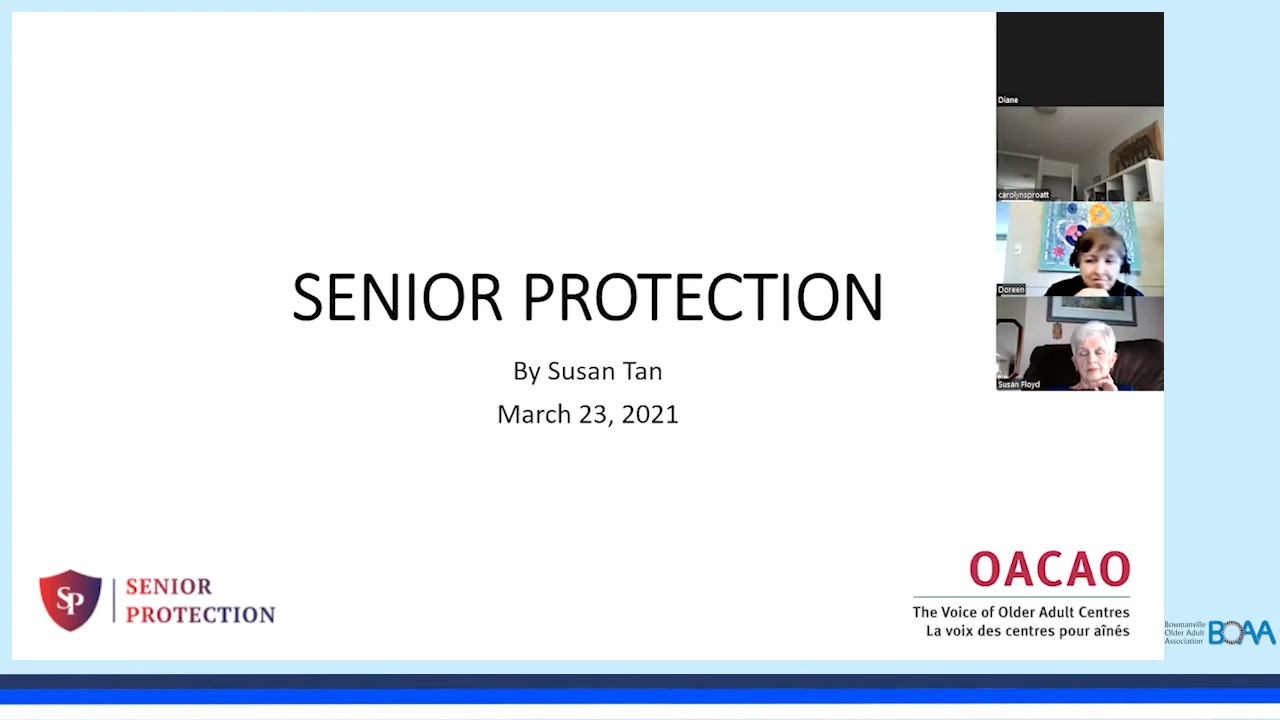 SENIOR PROTECTION
By Susan Tan
March 23, 2021
Diane
carolynsproatt
Doreen
Susan Floyd
SP
SENIOR
PROTECTION
OACAO
The Voice of Older Adult Centres
La voix des centres pour aînés
Bowmanville
Older Adult
Association
BOAA